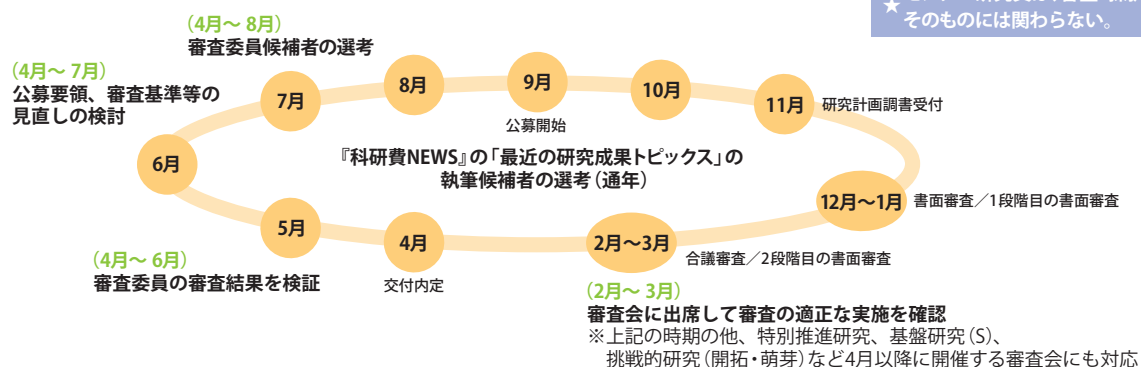 そのものには関わらない。
(4月～ 8月)
審査委員候補者の選考
(4月～ 7月)
公募要領、審査基準等の
見直しの検討
7月
8月
9月
公募開始
10月
11月
研究計画調書受付
『科研費NEWS』の「最近の研究成果トピックス」の
執筆候補者の選考(通年)
6月
12月～1月
書面審査／1段階目の書面審査
5月
4月
交付内定
2月～3月
合議審査／2段階目の書面審査
(4月～ 6月)
審査委員の審査結果を検証
(2月～ 3月)
審査会に出席して審査の適正な実施を確認
※上記の時期の他、特別推進研究、基盤研究(S)、
挑戦的研究(開拓・萌芽)など4月以降に開催する審査会にも対応